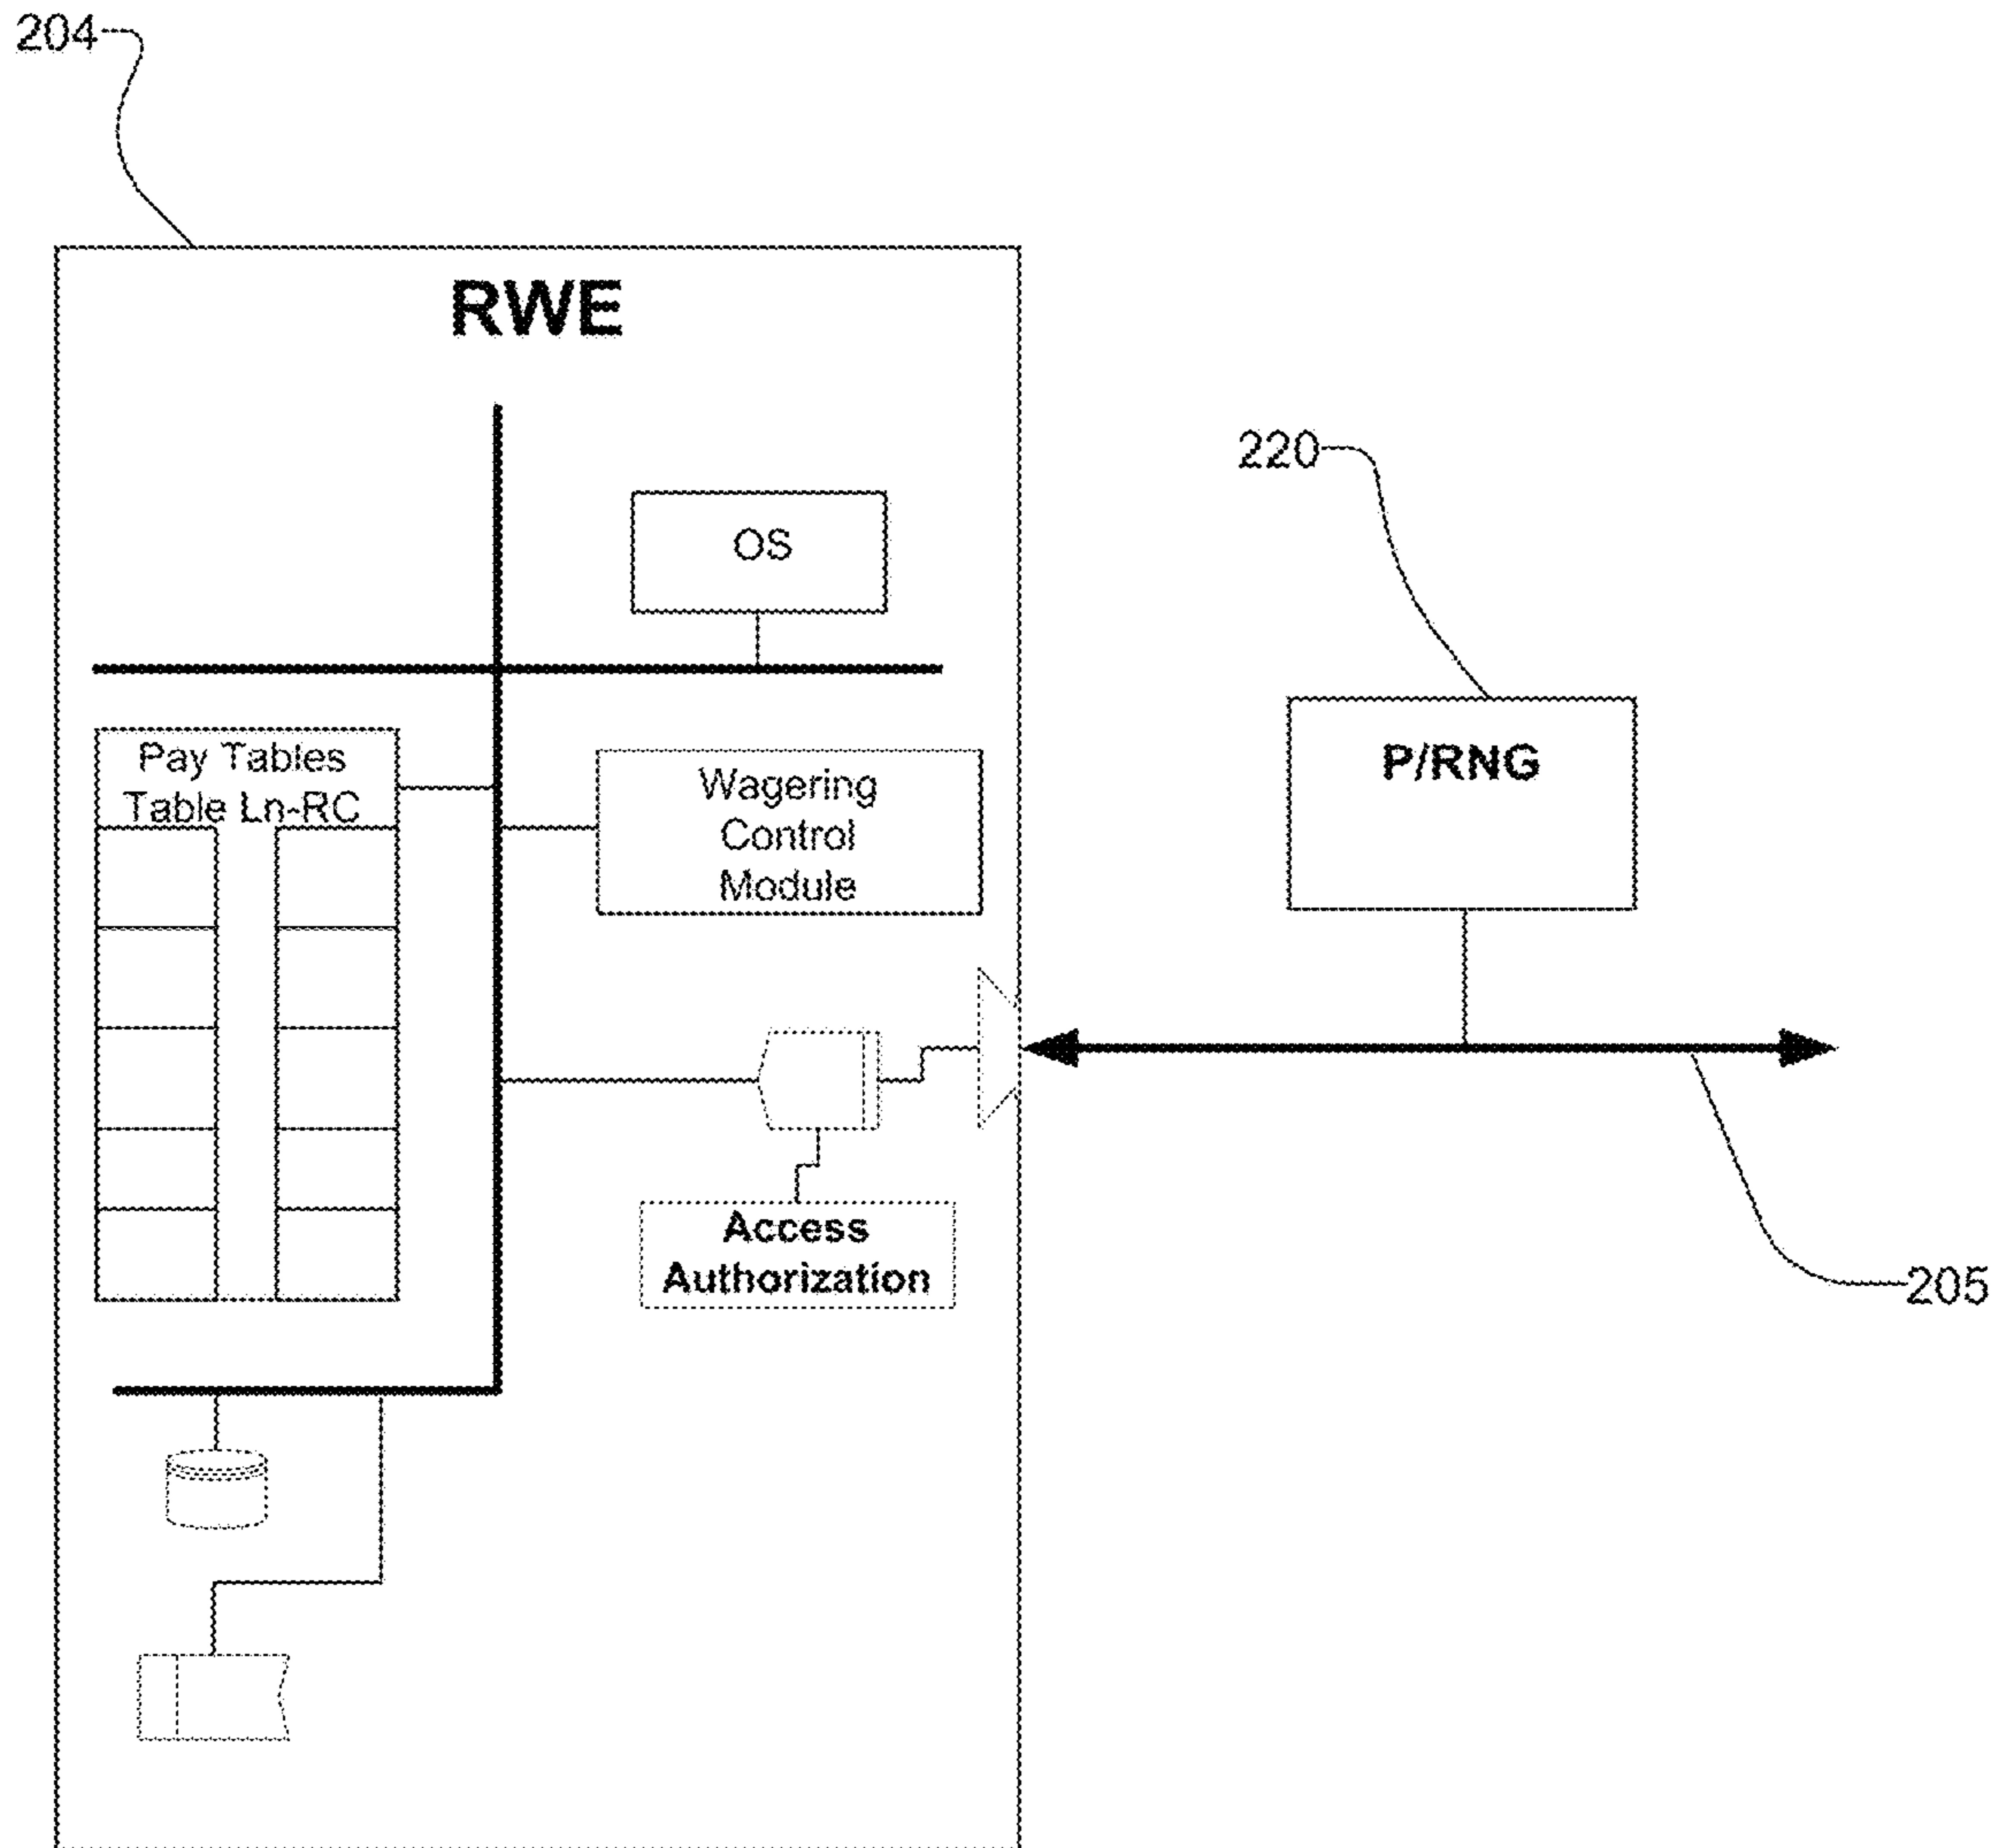 204
RWE
220
OS
Pay Tables
Table Ln-RC
Wagering
Control
Module
P/RNG
Access
Authorization
205